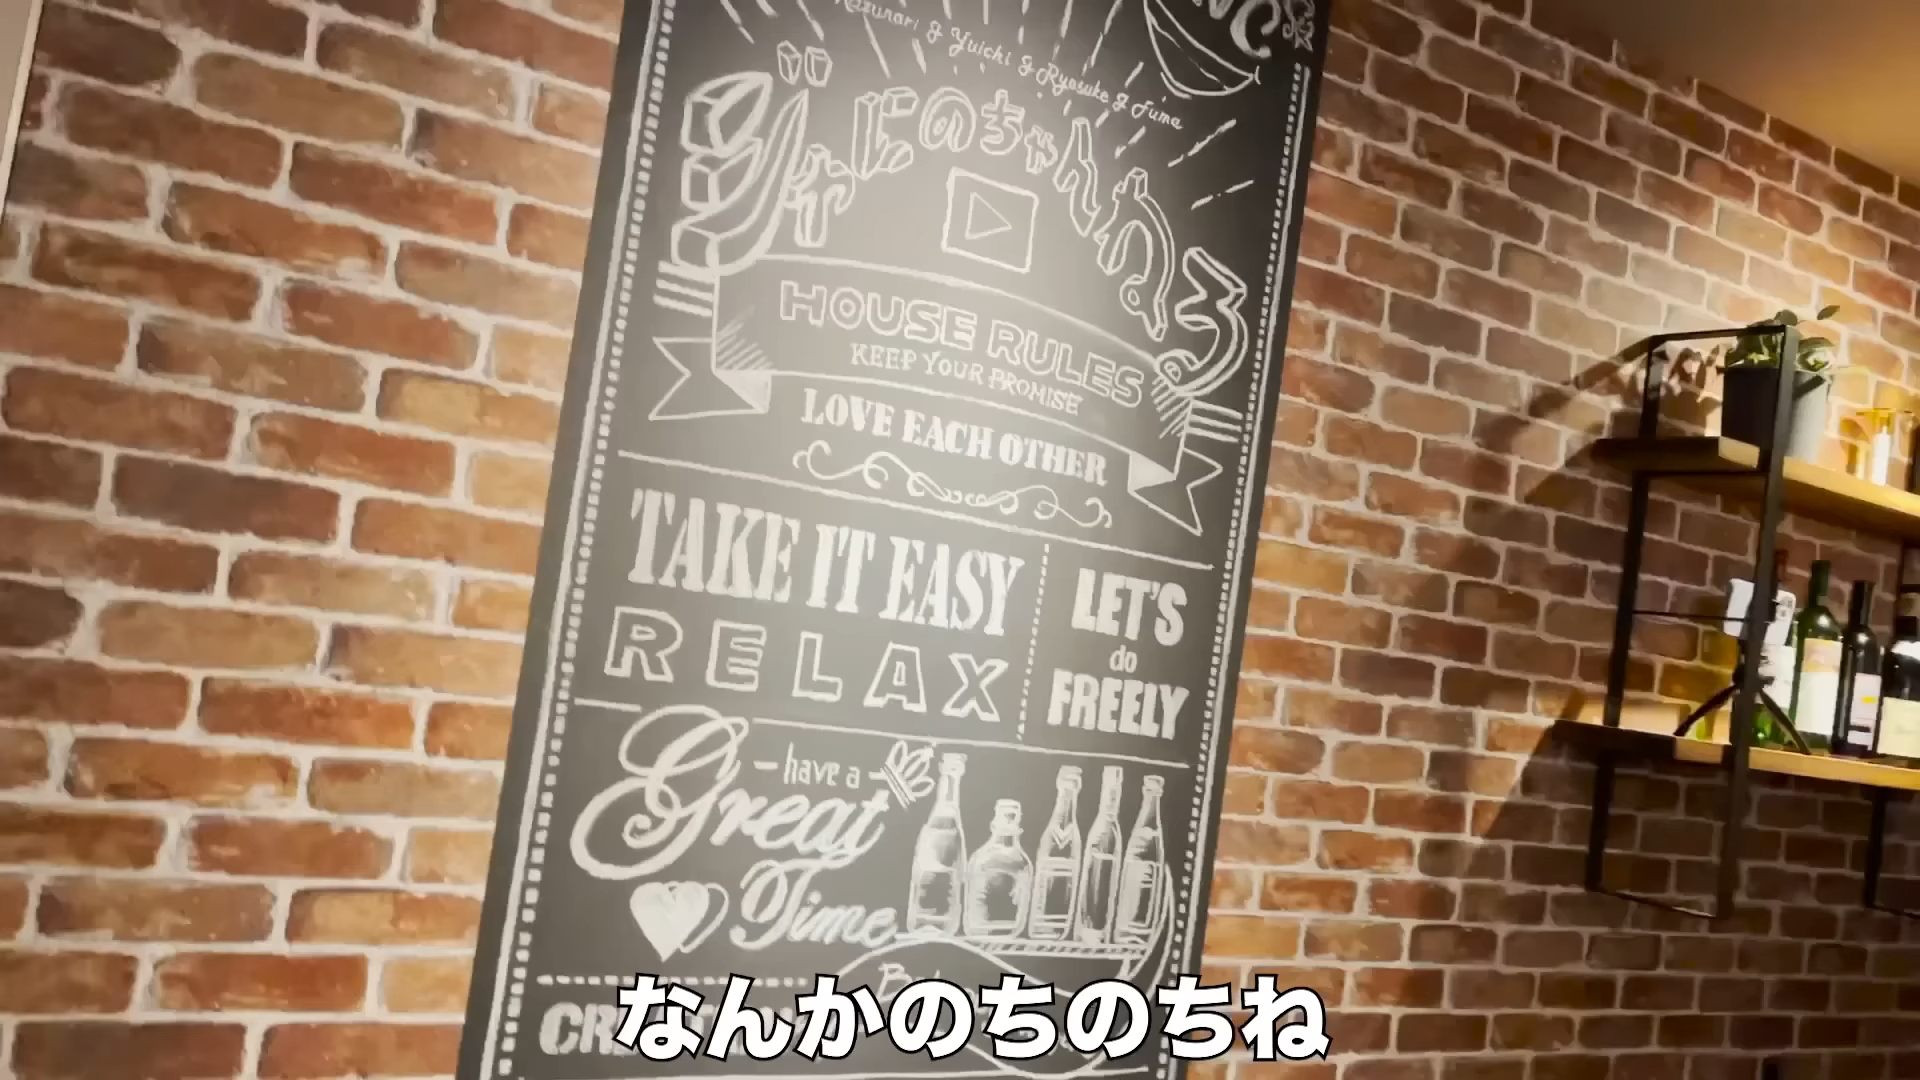 Kazunari & Yuichi & Ryosuke & Fuma
ジャにのちゃんねる
HOUSE RULES
KEEP YOUR PROMISE
LOVE EACH OTHER
TAKE IT EASY
RELAX
LET'S
do
FREELY
have a
Great
Time
なんかのちのちね